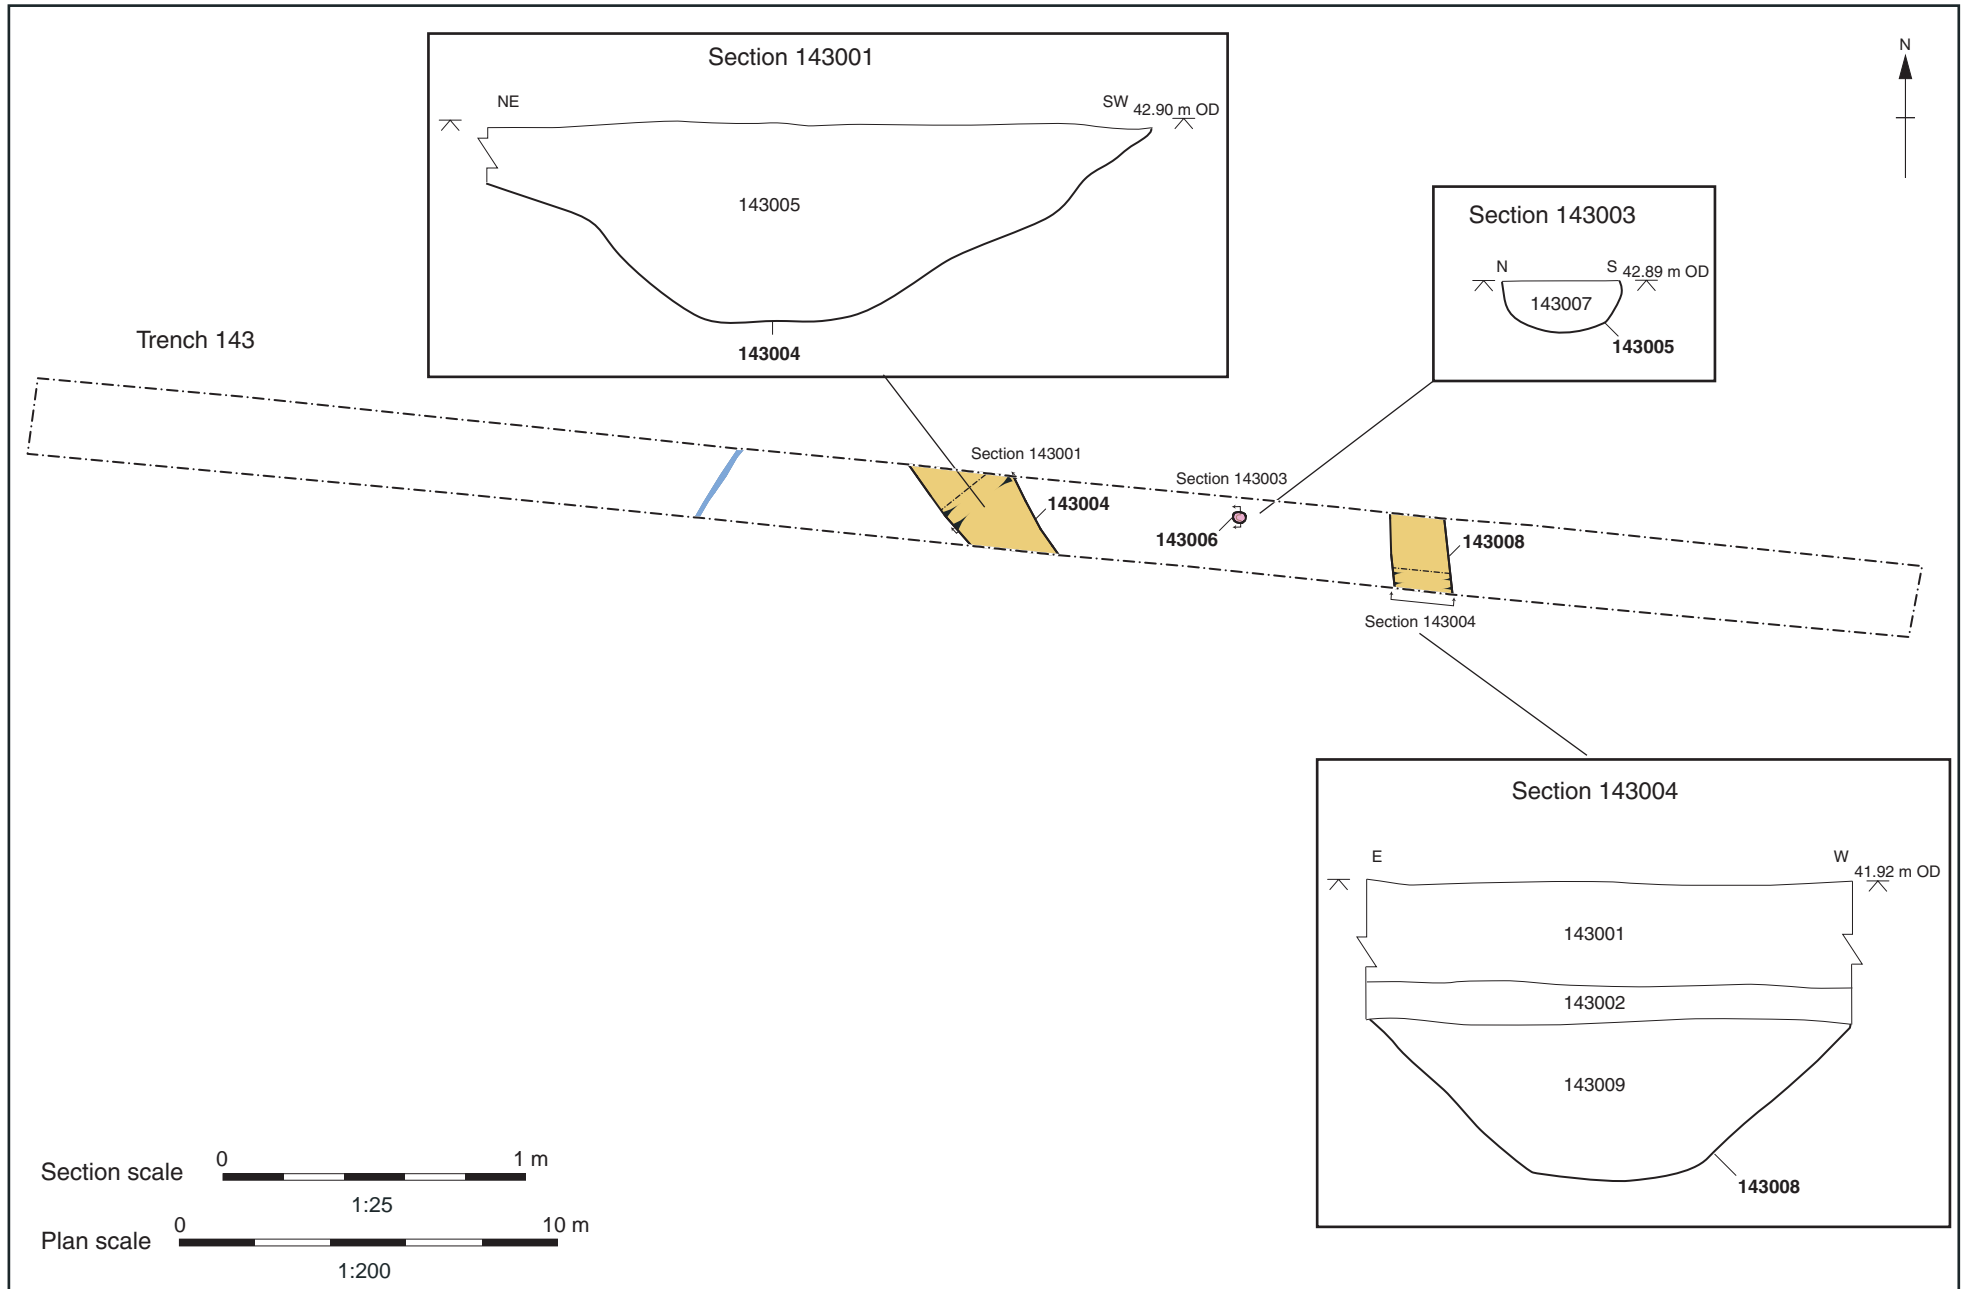 Section 143001
NE
SW 42.90 m OD
143005
143004
N
Section 143003
N
S 42.89 m OD
143007
143005
Trench 143
Section 143001
143004
Section 143003
143006
143008
Section 143004
Section 143004
E
W 41.92 m OD
143001
143002
143009
143008
Section scale
0
1 m
1:25
Plan scale
0
10 m
1:200